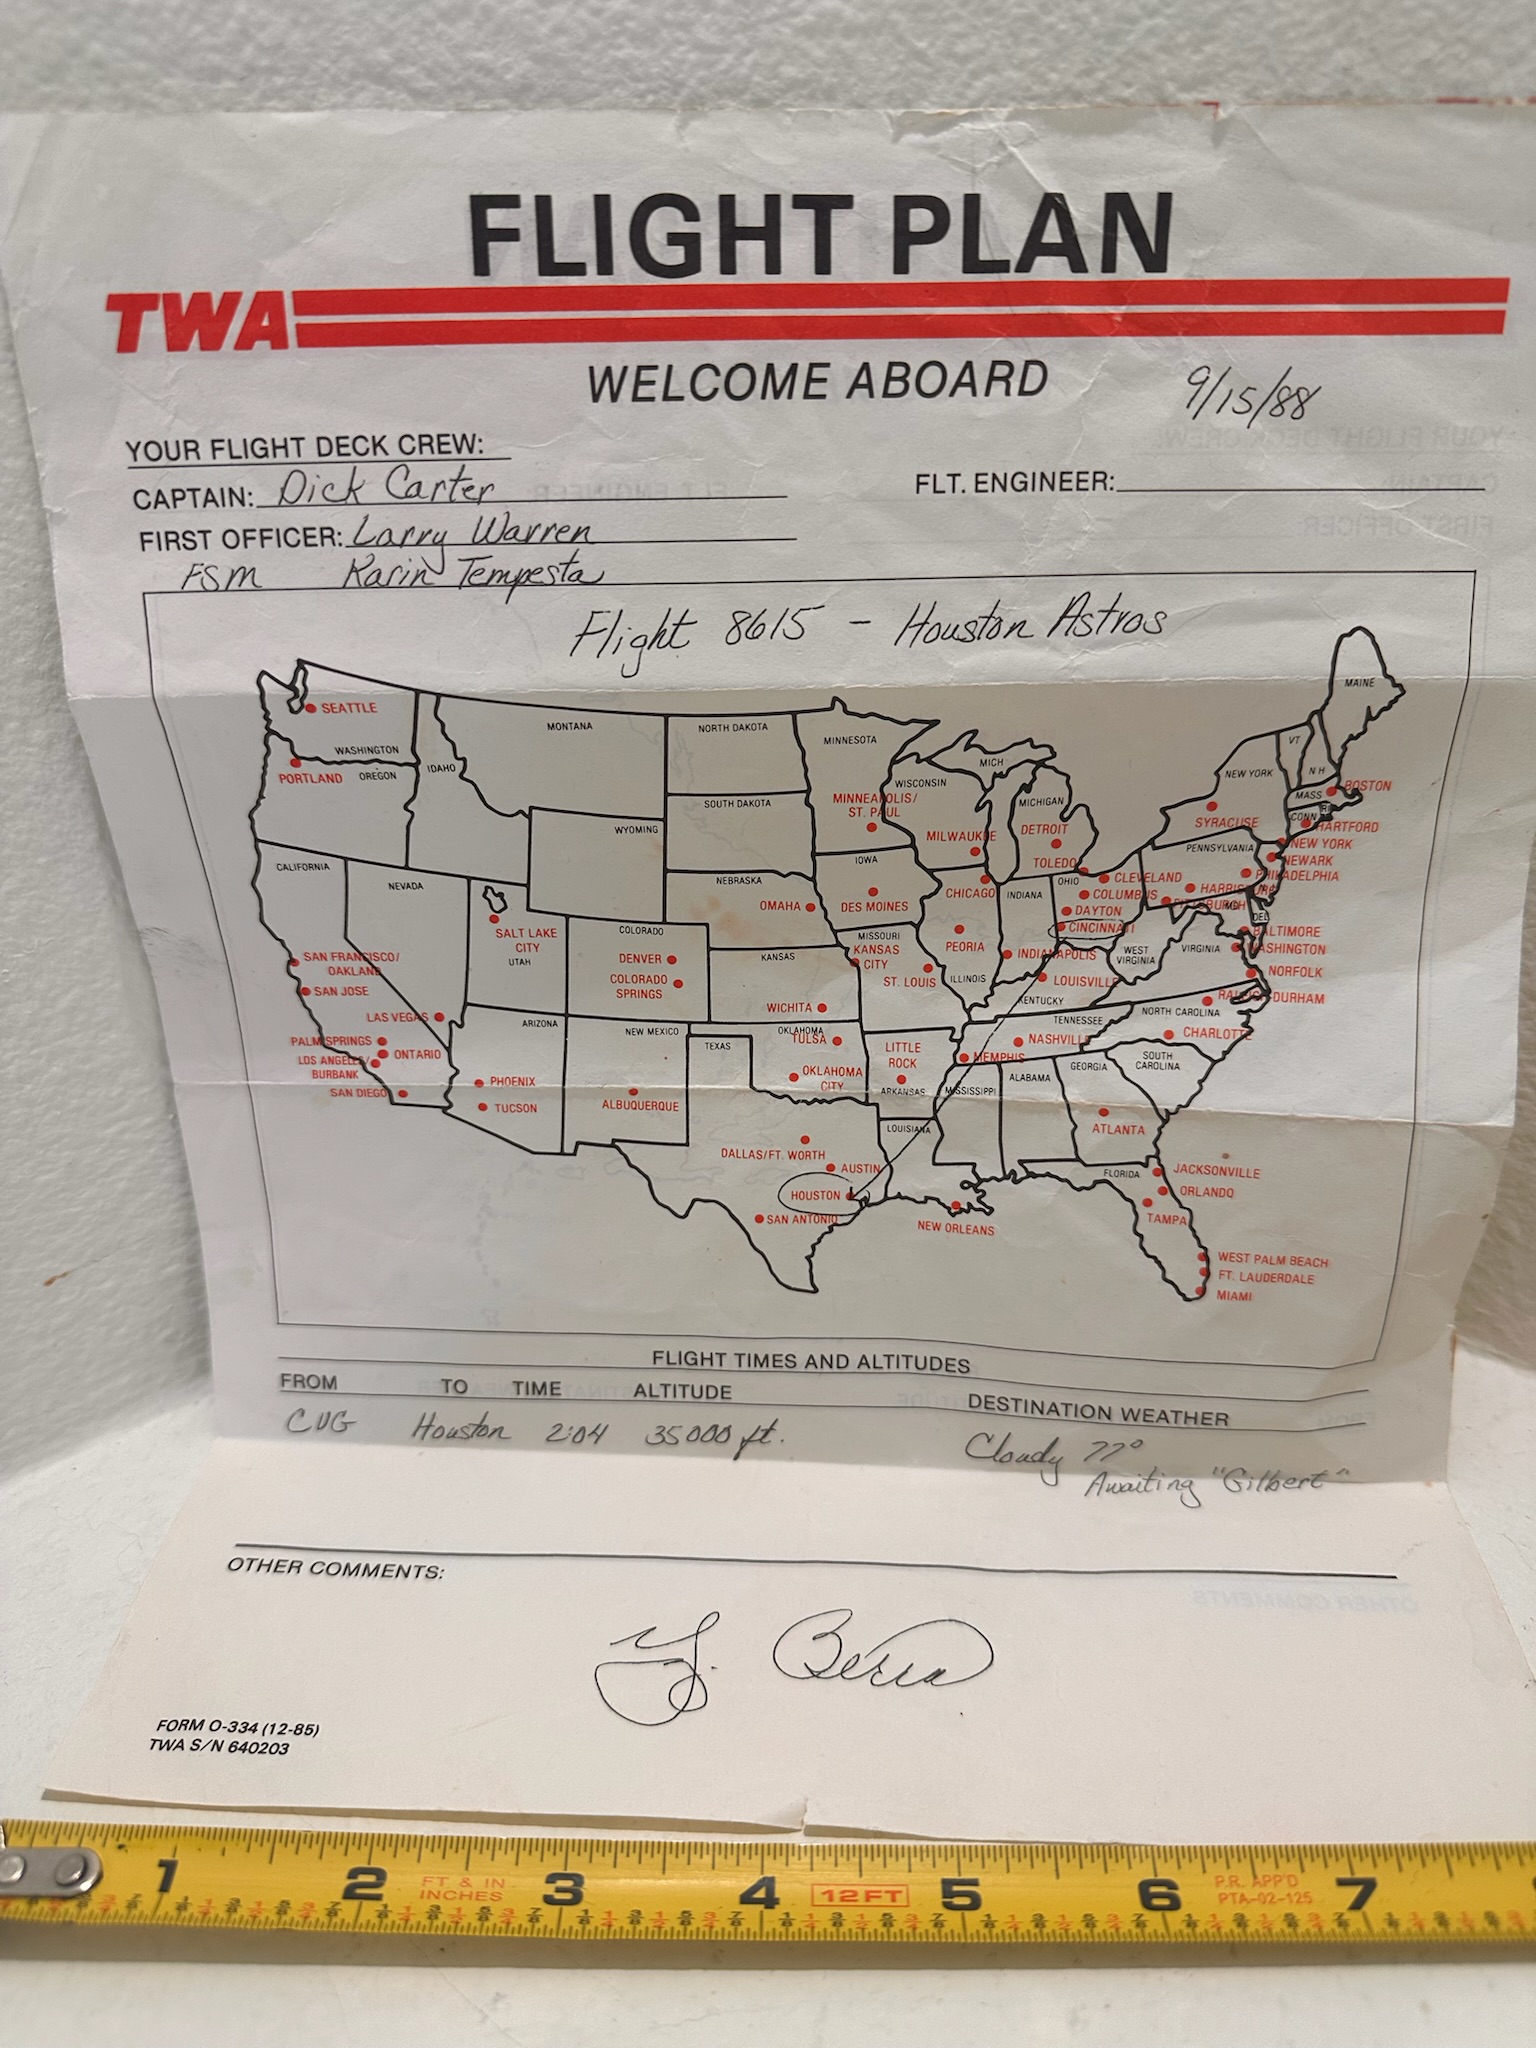 FLIGHT PLAN
TWA
WELCOME ABOARD
9/15/88
YOUR FLIGHT DECK CREW:
CAPTAIN: Dick Carter
FLT. ENGINEER:
FIRST OFFICER: Larry Warren
FSM Karin Tempesta
Flight 8615 - Houston Astros
MAINE
SEATTLE
WASHINGTON
MONTANA
NORTH DAKOTA
MINNESOTA
VT
N H
PORTLAND
OREGON
IDAHO
SOUTH DAKOTA
WISCONSIN
MICH
MICHIGAN
NEW YORK
MASS
BOSTON
MINNEAPOLIS/
ST. PAUL
SYRACUSE
CONN
RI
HARTFORD
WYOMING
MILWAUKEE
DETROIT
TOLEDO
PENNSYLVANIA
NEW YORK
NEWARK
PHILADELPHIA
CALIFORNIA
NEVADA
NEBRASKA
IOWA
OMAHA
DES MOINES
CHICAGO
INDIANA
OHIO
CLEVELAND
COLUMBUS
DAYTON
CINCINNATI
HARRISBURG
PITTSBURGH
MD
DEL
NJ
BALTIMORE
WASHINGTON
SALT LAKE
CITY
UTAH
COLORADO
DENVER
COLORADO
SPRINGS
KANSAS
WICHITA
MISSOURI
KANSAS
CITY
ST. LOUIS
PEORIA
ILLINOIS
INDIANAPOLIS
LOUISVILLE
KENTUCKY
WEST
VIRGINIA
VIRGINIA
NORFOLK
RALEIGH/DURHAM
SAN FRANCISCO/
OAKLAND
SAN JOSE
LAS VEGAS
PALM SPRINGS
ONTARIO
LOS ANGELES/
BURBANK
SAN DIEGO
ARIZONA
PHOENIX
TUCSON
NEW MEXICO
ALBUQUERQUE
TEXAS
OKLAHOMA
TULSA
OKLAHOMA
CITY
LITTLE
ROCK
ARKANSAS
TENNESSEE
NASHVILLE
MEMPHIS
NORTH CAROLINA
CHARLOTTE
SOUTH
CAROLINA
MISSISSIPPI
ALABAMA
GEORGIA
ATLANTA
LOUISIANA
DALLAS/FT. WORTH
AUSTIN
HOUSTON
SAN ANTONIO
NEW ORLEANS
FLORIDA
JACKSONVILLE
ORLANDO
TAMPA
WEST PALM BEACH
FT. LAUDERDALE
MIAMI
FLIGHT TIMES AND ALTITUDES
FROM TO TIME ALTITUDE DESTINATION WEATHER
CVG Houston 2:04 35000 ft. Cloudy 77°
Awaiting "Gilbert"
OTHER COMMENTS:
Y. Berra
FORM O-334 (12-85)
TWA S/N 640203
1 2 3 4 5 6 7
FT & IN
INCHES
12FT
P.R. APP'D
PTA-02-125